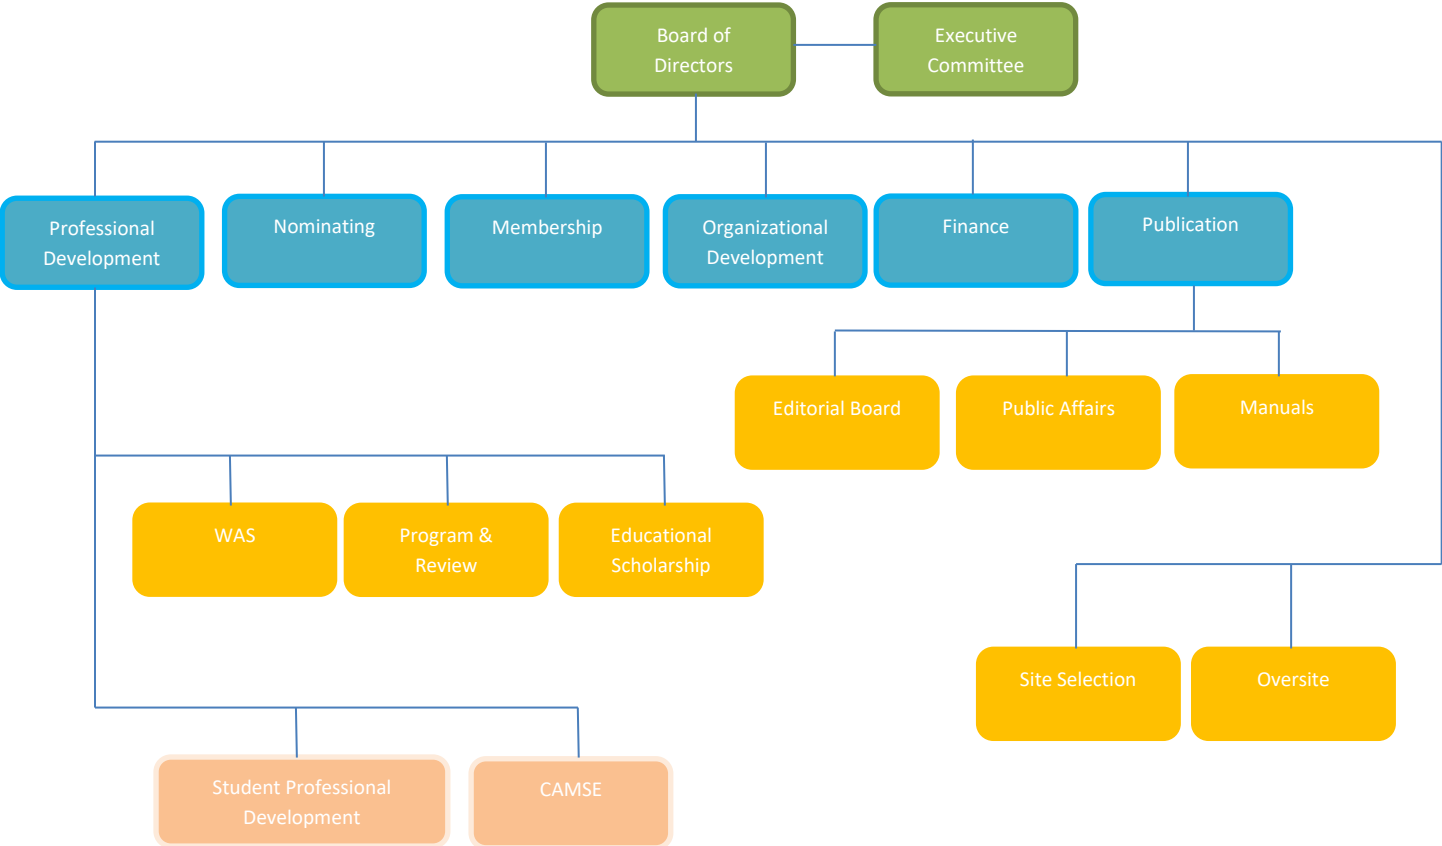 Board of
Directors
Executive
Committee
Professional
Development
Nominating
Membership
Organizational
Development
Finance
Publication
Editorial Board
Public Affairs
Manuals
WAS
Program &
Review
Educational
Scholarship
Site Selection
Oversite
Student Professional
Development
CAMSE